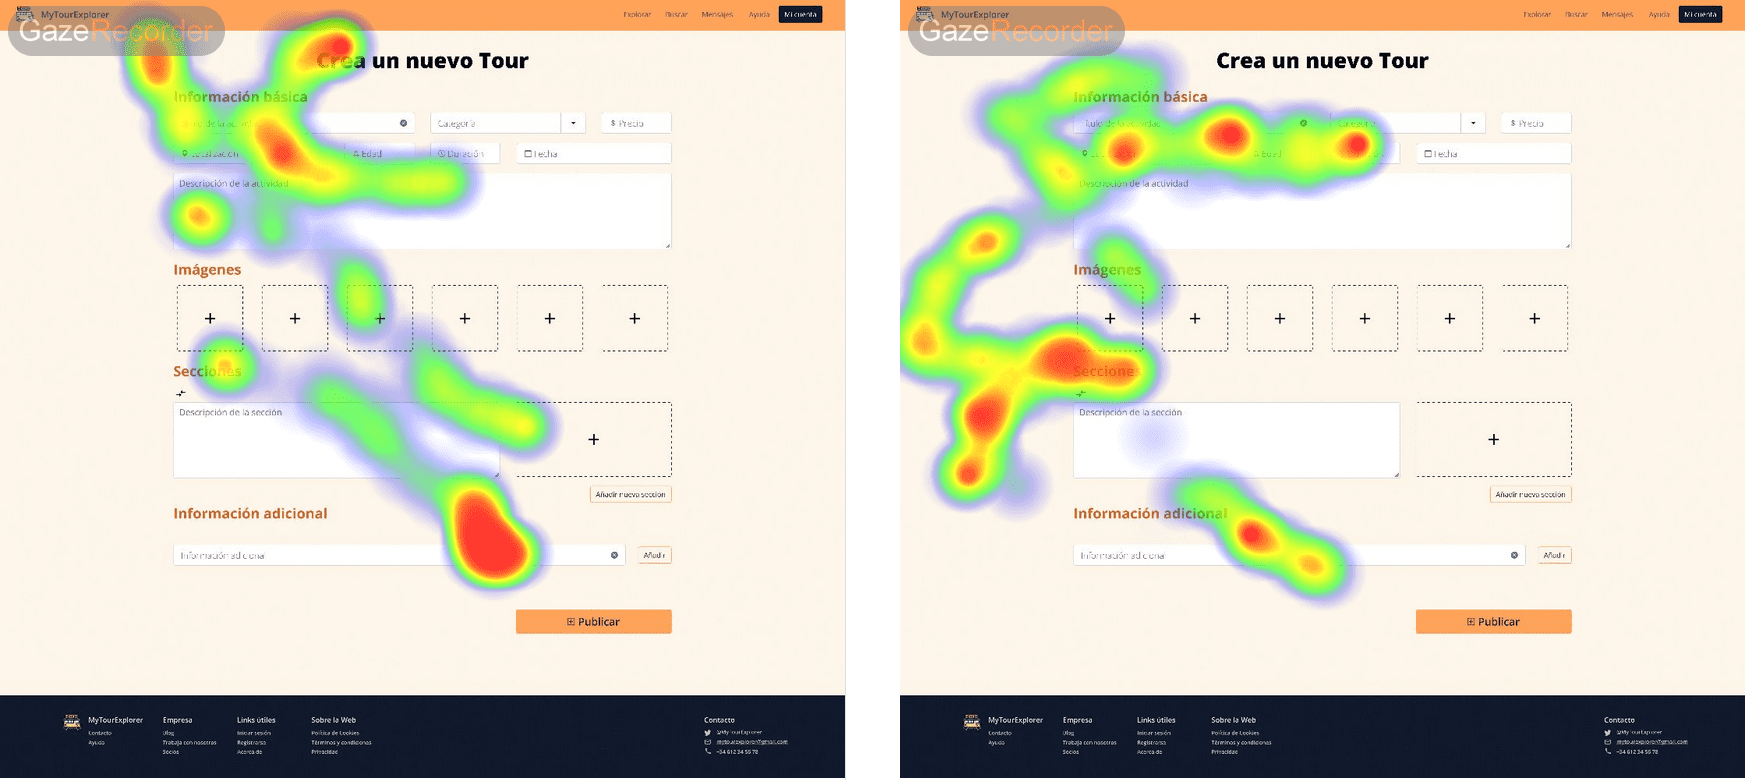 MyTourExplorer
Explorar Buscar Mensajes Ayuda Mi cuenta
GazeRecorder
Crea un nuevo Tour
Información básica
de la Categoría $ Precio
Localización Edad Duración Fecha
Descripción de la actividad
Imágenes
+ + + + + +
Secciones
Descripción de la sección
+
Añadir nueva sección
Información adicional
Información adicional Añadir
Publicar
MyTourExplorer
Contacto
Ayuda
Empresa
Blog
Trabaja con nosotros
Socios
Links útiles
Iniciar sesión
Registrarse
Acerca de
Sobre la Web
Política de Cookies
Términos y condiciones
Privacidad
Contacto
@MyTourExplorer
mytourexplorer@gmail.com
+34 612 34 56 78
MyTourExplorer
Explorar Buscar Mensajes Ayuda Mi cuenta
GazeRecorder
Crea un nuevo Tour
Información básica
Título de la actividad Categoría $ Precio
Edad Fecha
Descripción de la actividad
Imágenes
+ + + + + +
Secciones
Descripción de la sección
+
Añadir nueva sección
Información adicional
Información adicional Añadir
Publicar
MyTourExplorer
Contacto
Ayuda
Empresa
Blog
Trabaja con nosotros
Socios
Links útiles
Iniciar sesión
Registrarse
Acerca de
Sobre la Web
Política de Cookies
Términos y condiciones
Privacidad
Contacto
@MyTourExplorer
mytourexplorer@gmail.com
+34 612 34 56 78